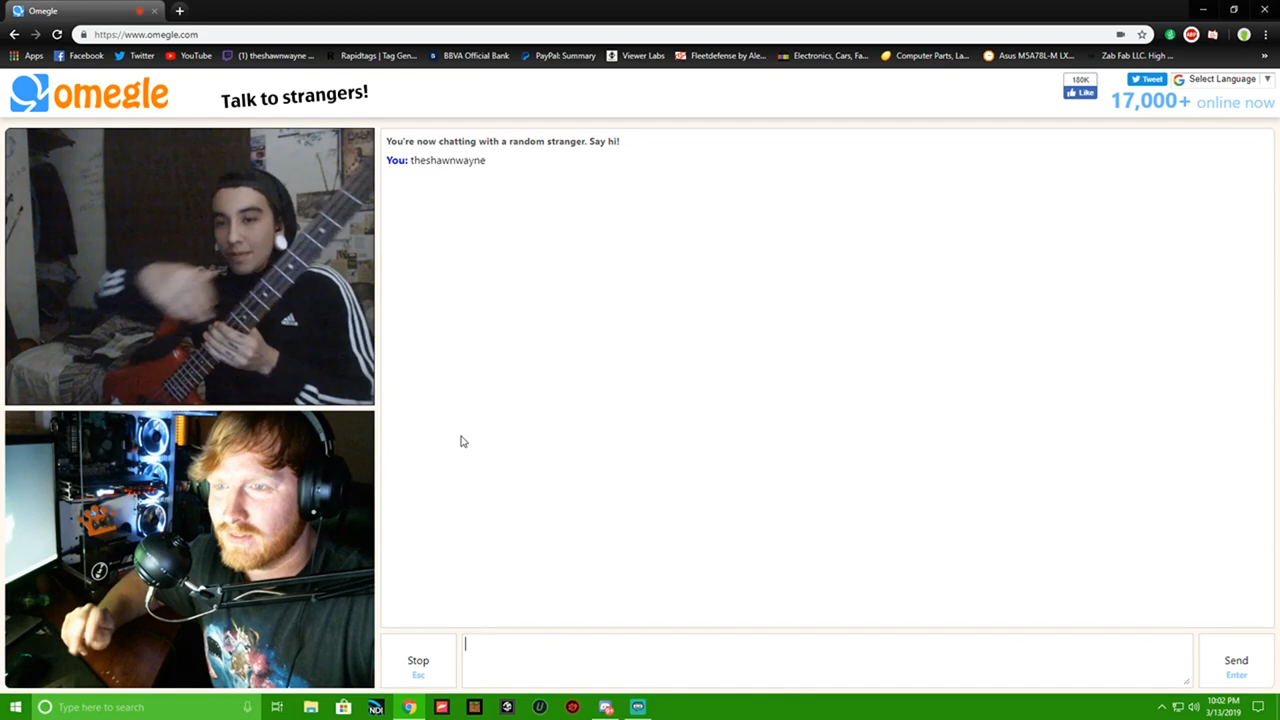 Omegle
https://www.omegle.com
Apps Facebook Twitter YouTube (1) theshawnwayne ... Rapidtags | Tag Gen... BBVA Official Bank PayPal: Summary Viewer Labs Fleetdefense by Ale... Electronics, Cars, Fa... Computer Parts, La... Asus M5A78L-M LX... Zab Fab LLC. High ... »
omegle
Talk to strangers!
180K
Like
Tweet
Select Language
17,000+ online now
You're now chatting with a random stranger. Say hi!
You: theshawnwayne
Stop
Esc
Send
Enter
Type here to search
10:02 PM
3/13/2019